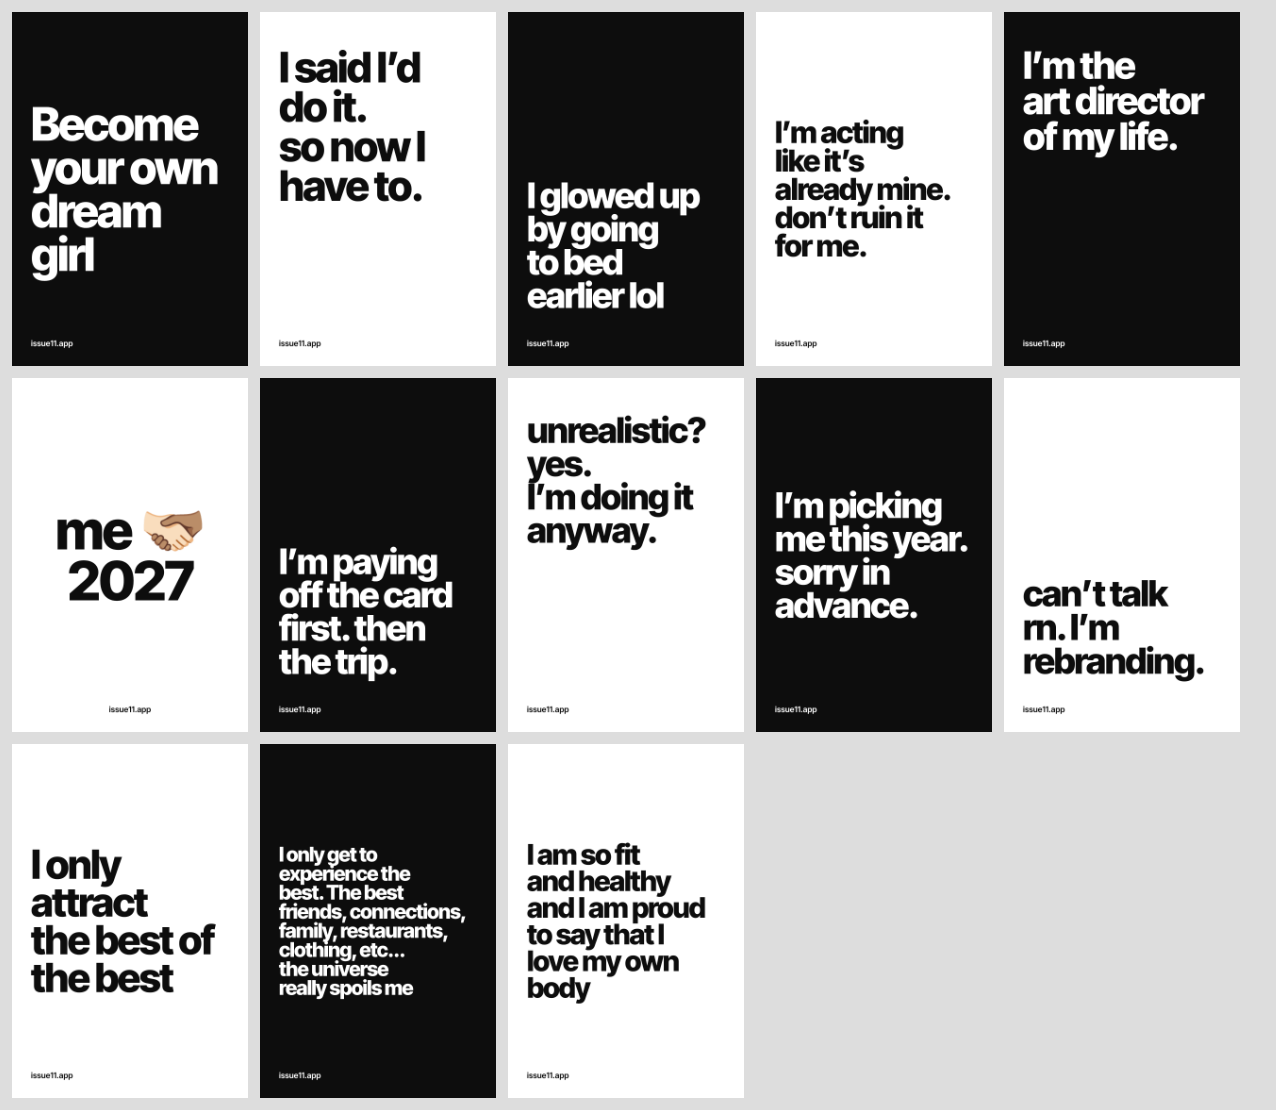 Become
your own
dream
girl
issue11.app
I said I’d
do it.
so now I
have to.
issue11.app
I glowed up
by going
to bed
earlier lol
issue11.app
I’m acting
like it’s
already mine.
don’t ruin it
for me.
issue11.app
I’m the
art director
of my life.
issue11.app
me 🤝
2027
issue11.app
I’m paying
off the card
first. then
the trip.
issue11.app
unrealistic?
yes.
I’m doing it
anyway.
issue11.app
I’m picking
me this year.
sorry in
advance.
issue11.app
can’t talk
rn. I’m
rebranding.
issue11.app
I only
attract
the best of
the best
issue11.app
I only get to
experience the
best. The best
friends, connections,
family, restaurants,
clothing, etc...
the universe
really spoils me
issue11.app
I am so fit
and healthy
and I am proud
to say that I
love my own
body
issue11.app